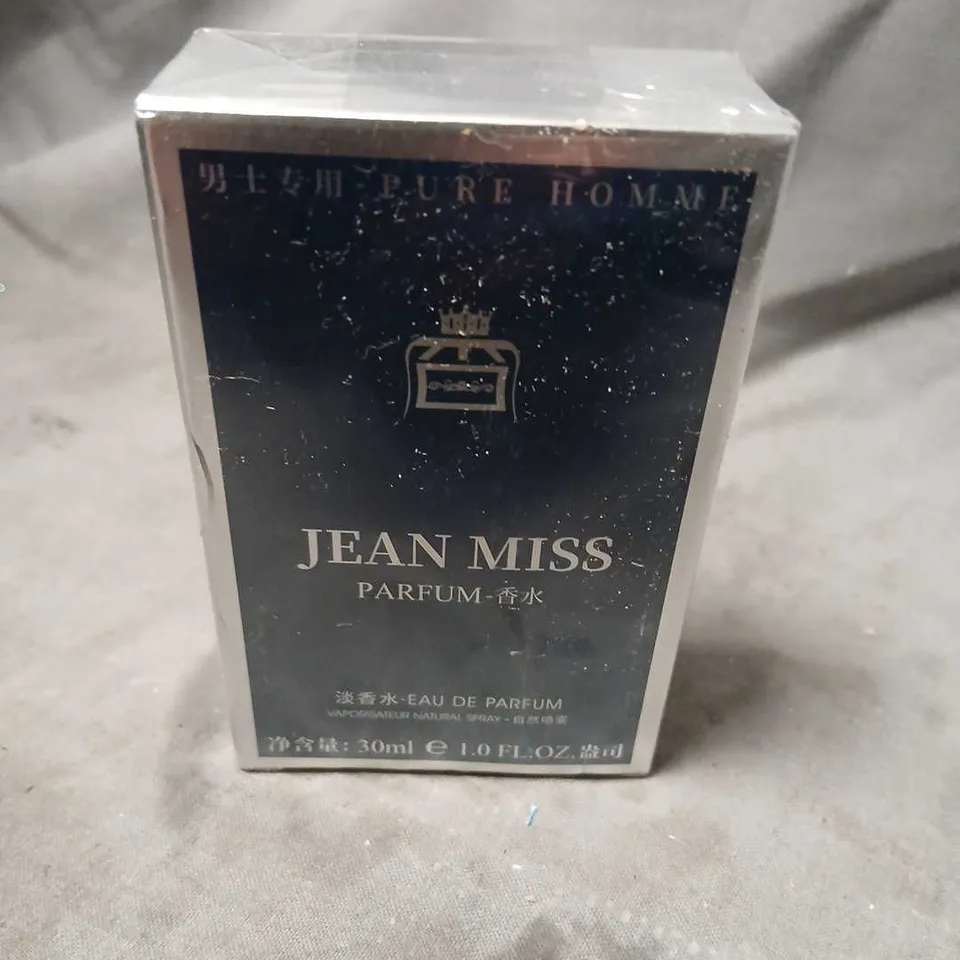 男士专用 PURE HOMME
JEAN MISS
PARFUM-香水
淡香水·EAU DE PARFUM
VAPORISATEUR NATURAL SPRAY·自然喷雾
净含量: 30ml e 1.0 FL.OZ.盎司